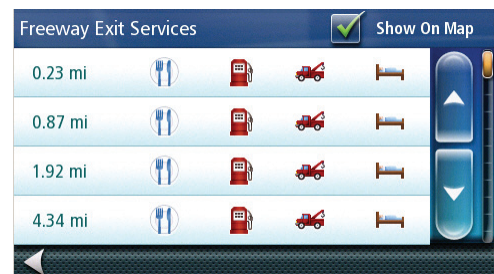 Freeway Exit Services Show On Map
0.23 mi
0.87 mi
1.92 mi
4.34 mi